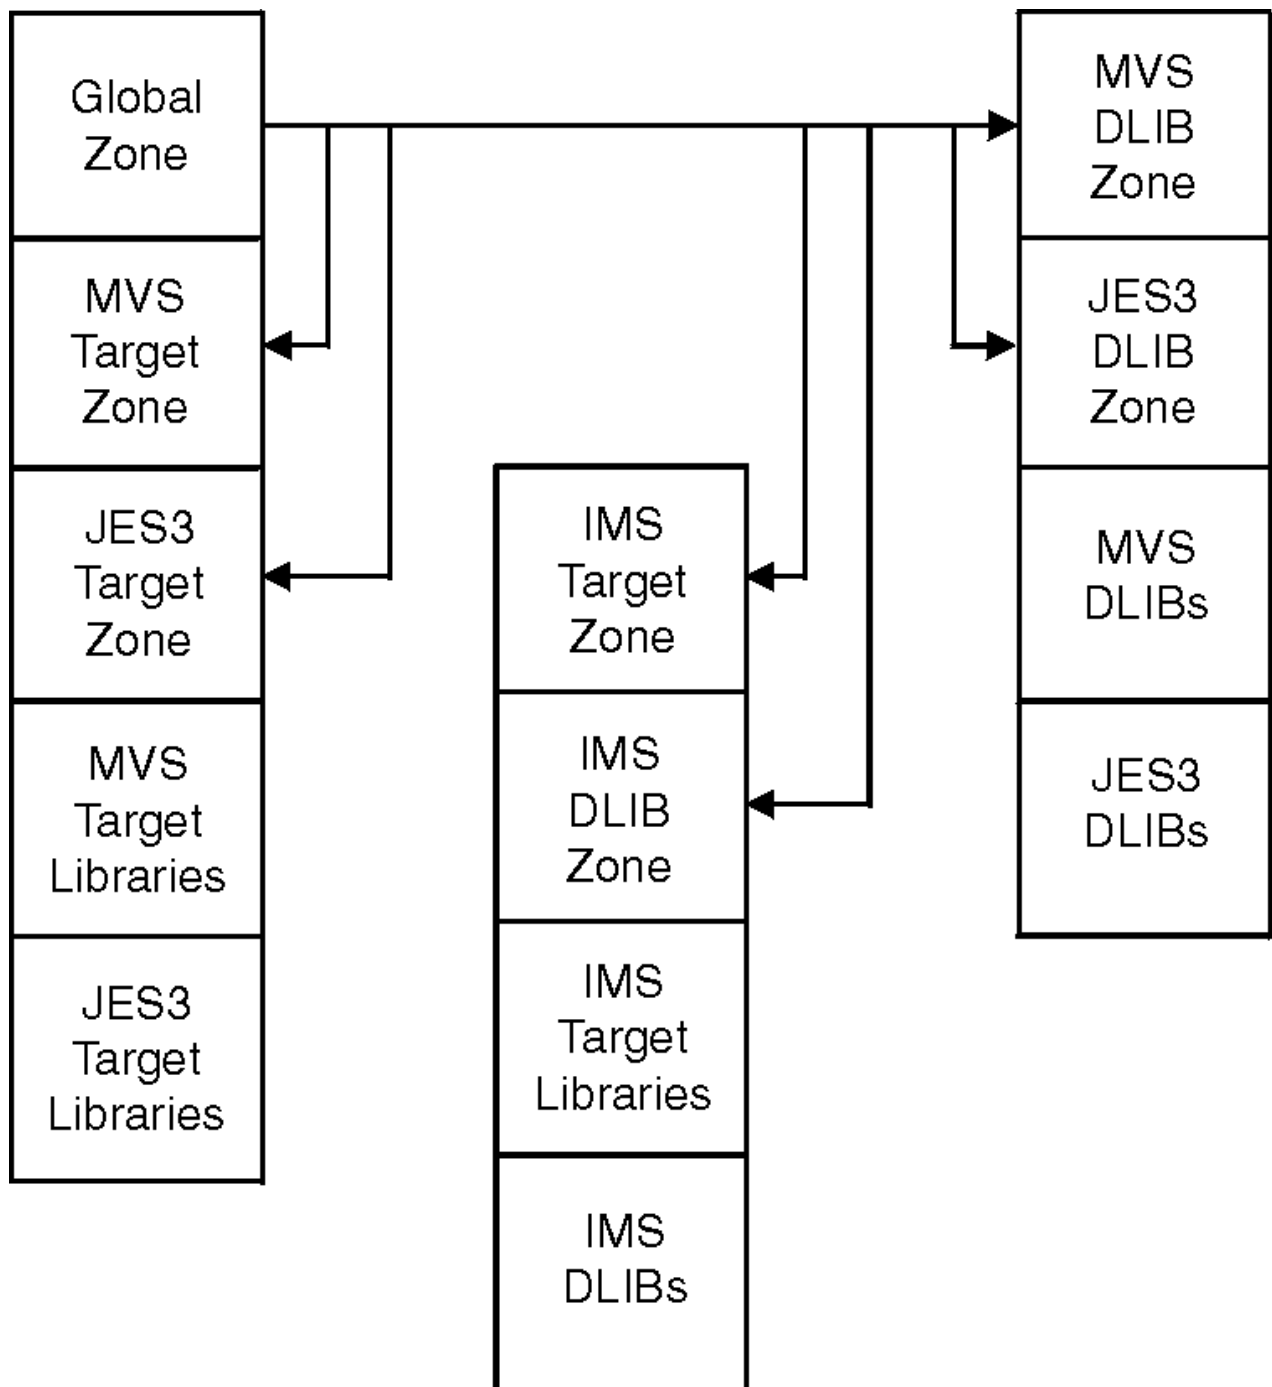 Global
Zone
MVS
Target
Zone
JES3
Target
Zone
MVS
Target
Libraries
JES3
Target
Libraries
IMS
Target
Zone
IMS
DLIB
Zone
IMS
Target
Libraries
IMS
DLIBs
MVS
DLIB
Zone
JES3
DLIB
Zone
MVS
DLIBs
JES3
DLIBs